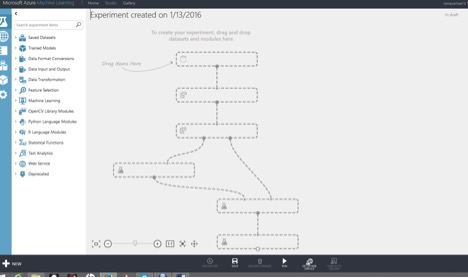 Microsoft Azure Machine Learning
Home Studio Gallery
Experiment created on 1/13/2016
In draft
Search experiment items
Saved Datasets
Trained Models
Data Format Conversions
Data Input and Output
Data Transformation
Feature Selection
Machine Learning
OpenCV Library Modules
Python Language Modules
R Language Modules
Statistical Functions
Text Analytics
Web Service
Deprecated
To create your experiment, drag and drop
datasets and modules here
Drag Items Here
NEW
SAVE
RUN